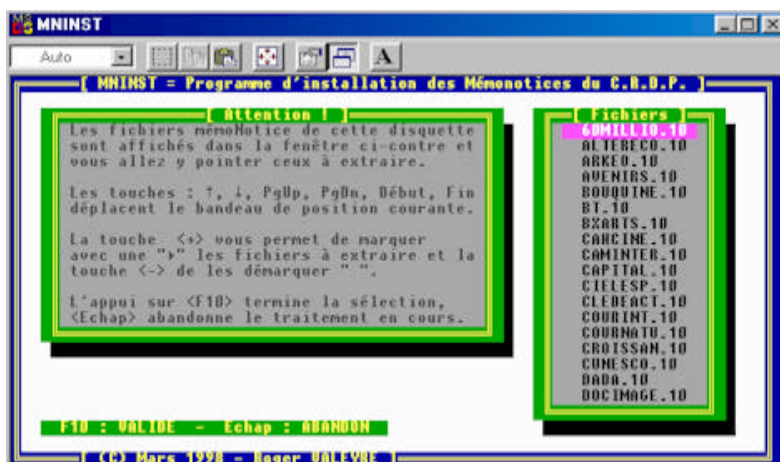 MNINST
Auto
A
[ MNINST = Programme d'installation des Mémonotices du C.R.D.P. ]
[ Attention ! ]
Les fichiers mémoNotice de cette disquette
sont affichés dans la fenêtre ci-contre et
vous allez y pointer ceux à extraire.
Les touches : ↑, ↓, PgUp, PgDn, Début, Fin
déplacent le bandeau de position courante.
La touche <+> vous permet de marquer
avec une "►" les fichiers à extraire et la
touche <-> de les démarquer " ".
L'appui sur <F10> termine la sélection,
<Echap> abandonne le traitement en cours.
[ Fichiers ]
60MILLIO.10
ALTERECO.10
ARKEO.10
AVENIRS.10
BOUQUINE.10
BT.10
BXARTS.10
CAHCINE.10
CAMINTER.10
CAPITAL.10
CIELESP.10
CLEDEACT.10
COURINT.10
COURNATU.10
CROISSAN.10
CUNESCO.10
DADA.10
DOCIMAGE.10
F10 : VALIDE - Echap : ABANDON
[ (C) Mars 1998 - Roger VALEYRE ]